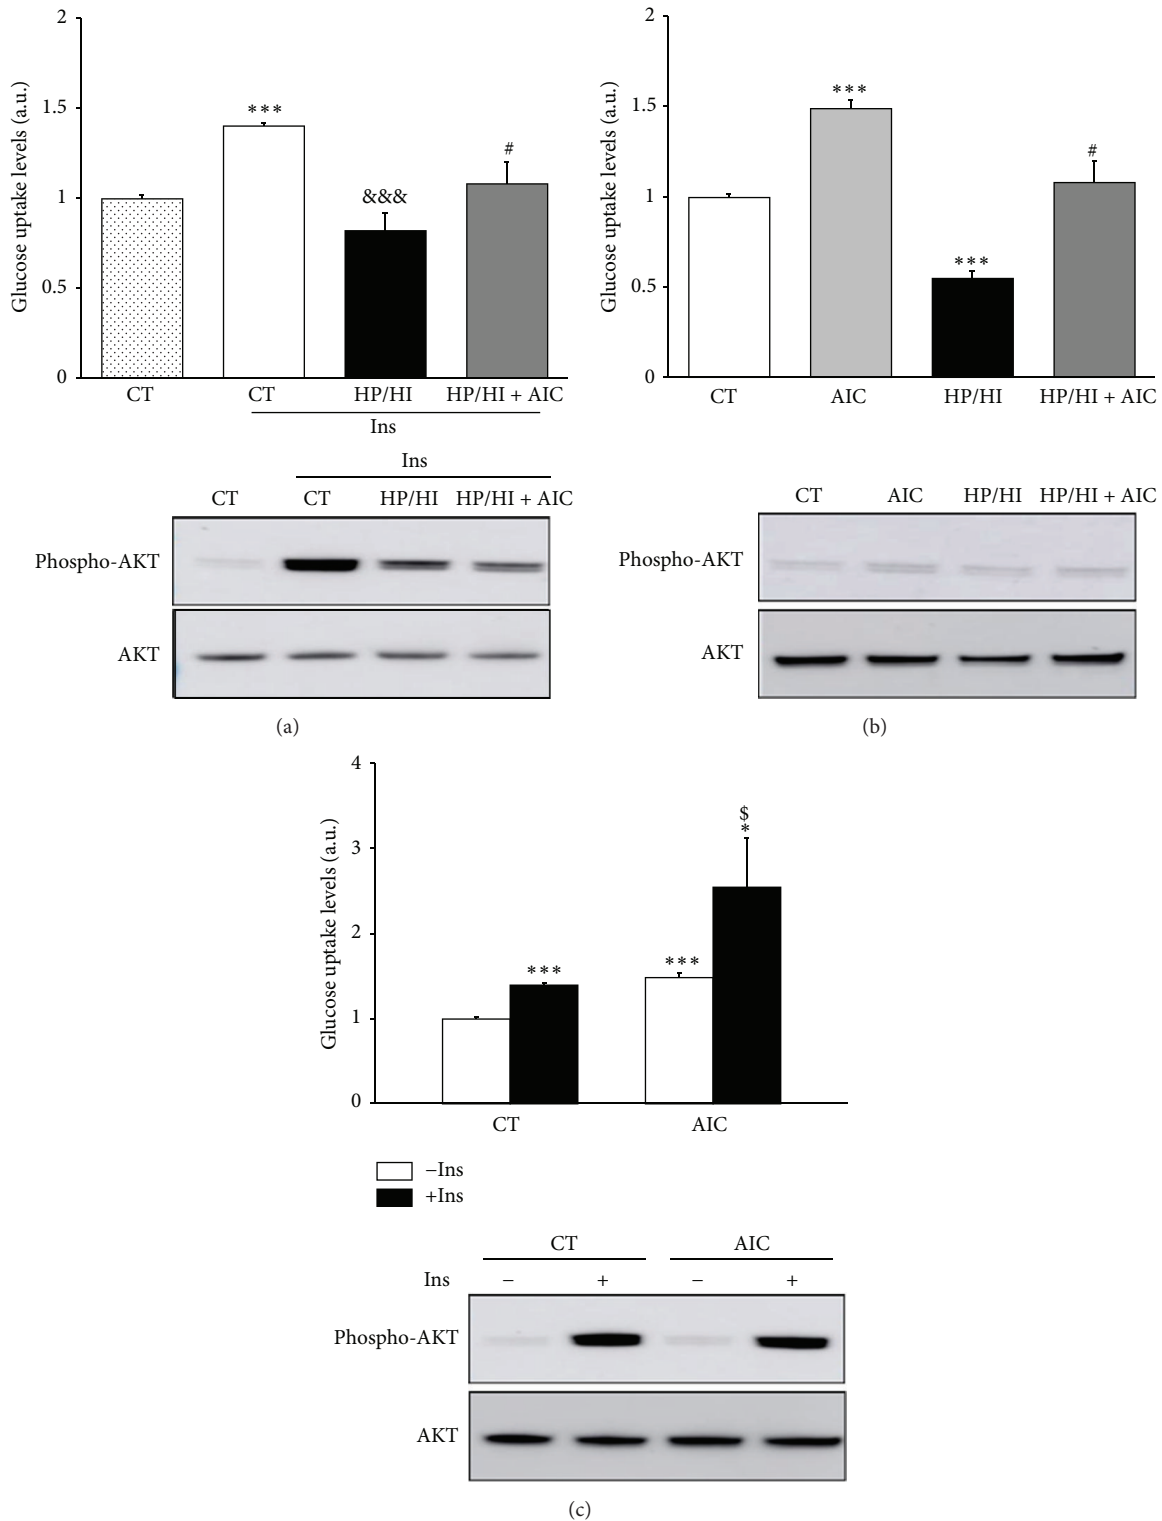 Glucose uptake levels (a.u.)
2
1.5
1
0.5
0
***
&&&
#
CT CT HP/HI HP/HI + AIC
Ins
Ins
CT CT HP/HI HP/HI + AIC
Phospho-AKT
AKT
(a)
Glucose uptake levels (a.u.)
2
1.5
1
0.5
0
***
***
#
CT AIC HP/HI HP/HI + AIC
CT AIC HP/HI HP/HI + AIC
Phospho-AKT
AKT
(b)
Glucose uptake levels (a.u.)
4
3
2
1
0
***
***
$
*
CT AIC
−Ins
+Ins
CT AIC
Ins − + − +
Phospho-AKT
AKT
(c)